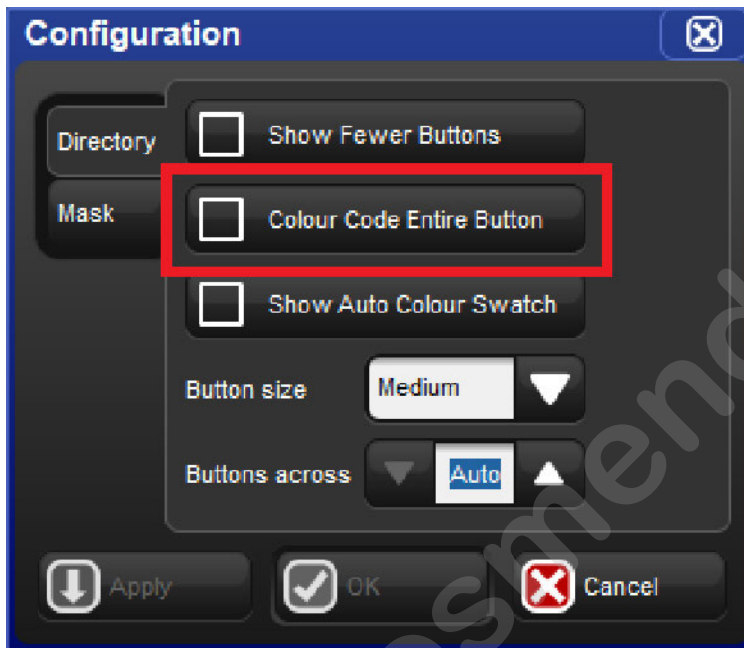 Configuration
Directory
Show Fewer Buttons
Mask
Colour Code Entire Button
Show Auto Colour Swatch
Button size
Medium
Buttons across
Auto
Apply
OK
Cancel